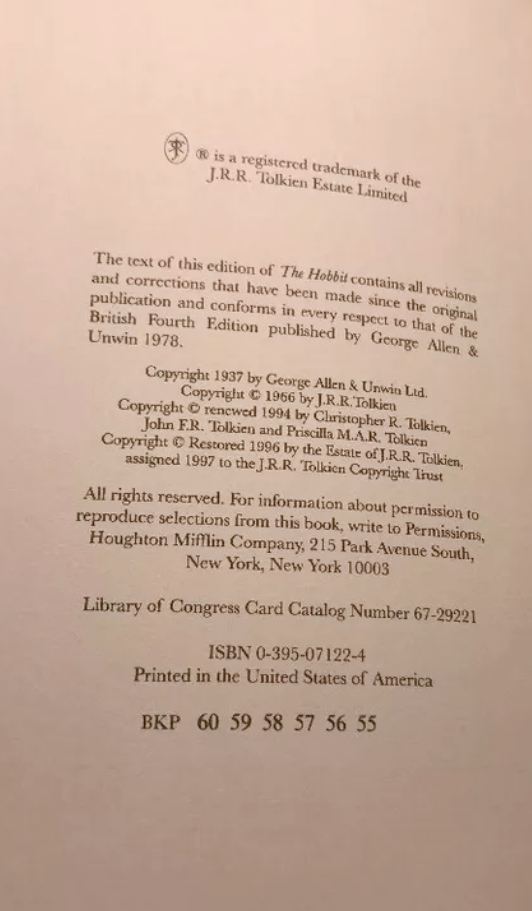 ® is a registered trademark of the
J.R.R. Tolkien Estate Limited
The text of this edition of The Hobbit contains all revisions
and corrections that have been made since the original
publication and conforms in every respect to that of the
British Fourth Edition published by George Allen &
Unwin 1978.
Copyright 1937 by George Allen & Unwin Ltd.
Copyright © 1966 by J.R.R. Tolkien
Copyright © renewed 1994 by Christopher R. Tolkien,
John F.R. Tolkien and Priscilla M.A.R. Tolkien
Copyright © Restored 1996 by the Estate of J.R.R. Tolkien,
assigned 1997 to the J.R.R. Tolkien Copyright Trust
All rights reserved. For information about permission to
reproduce selections from this book, write to Permissions,
Houghton Mifflin Company, 215 Park Avenue South,
New York, New York 10003
Library of Congress Card Catalog Number 67-29221
ISBN 0-395-07122-4
Printed in the United States of America
BKP 60 59 58 57 56 55